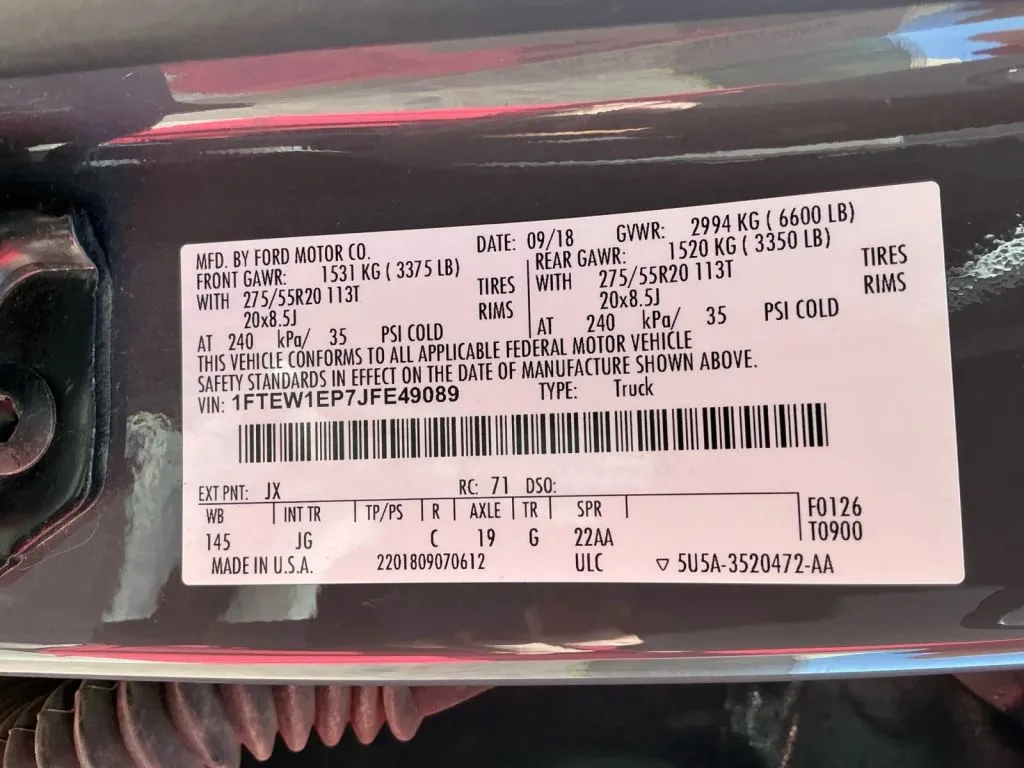 MFD. BY FORD MOTOR CO. DATE: 09/18 GVWR: 2994 KG ( 6600 LB)
FRONT GAWR: 1531 KG ( 3375 LB) REAR GAWR: 1520 KG ( 3350 LB)
WITH 275/55R20 113T TIRES WITH 275/55R20 113T TIRES
20x8.5J RIMS 20x8.5J RIMS
AT 240 kPa/ 35 PSI COLD AT 240 kPa/ 35 PSI COLD
THIS VEHICLE CONFORMS TO ALL APPLICABLE FEDERAL MOTOR VEHICLE
SAFETY STANDARDS IN EFFECT ON THE DATE OF MANUFACTURE SHOWN ABOVE.
VIN: 1FTEW1EP7JFE49089 TYPE: Truck
EXT PNT: JX RC: 71 DSO:
WB INT TR TP/PS R AXLE TR SPR F0126
145 JG C 19 G 22AA T0900
MADE IN U.S.A. 2201809070612 ULC ▽ 5U5A-3520472-AA